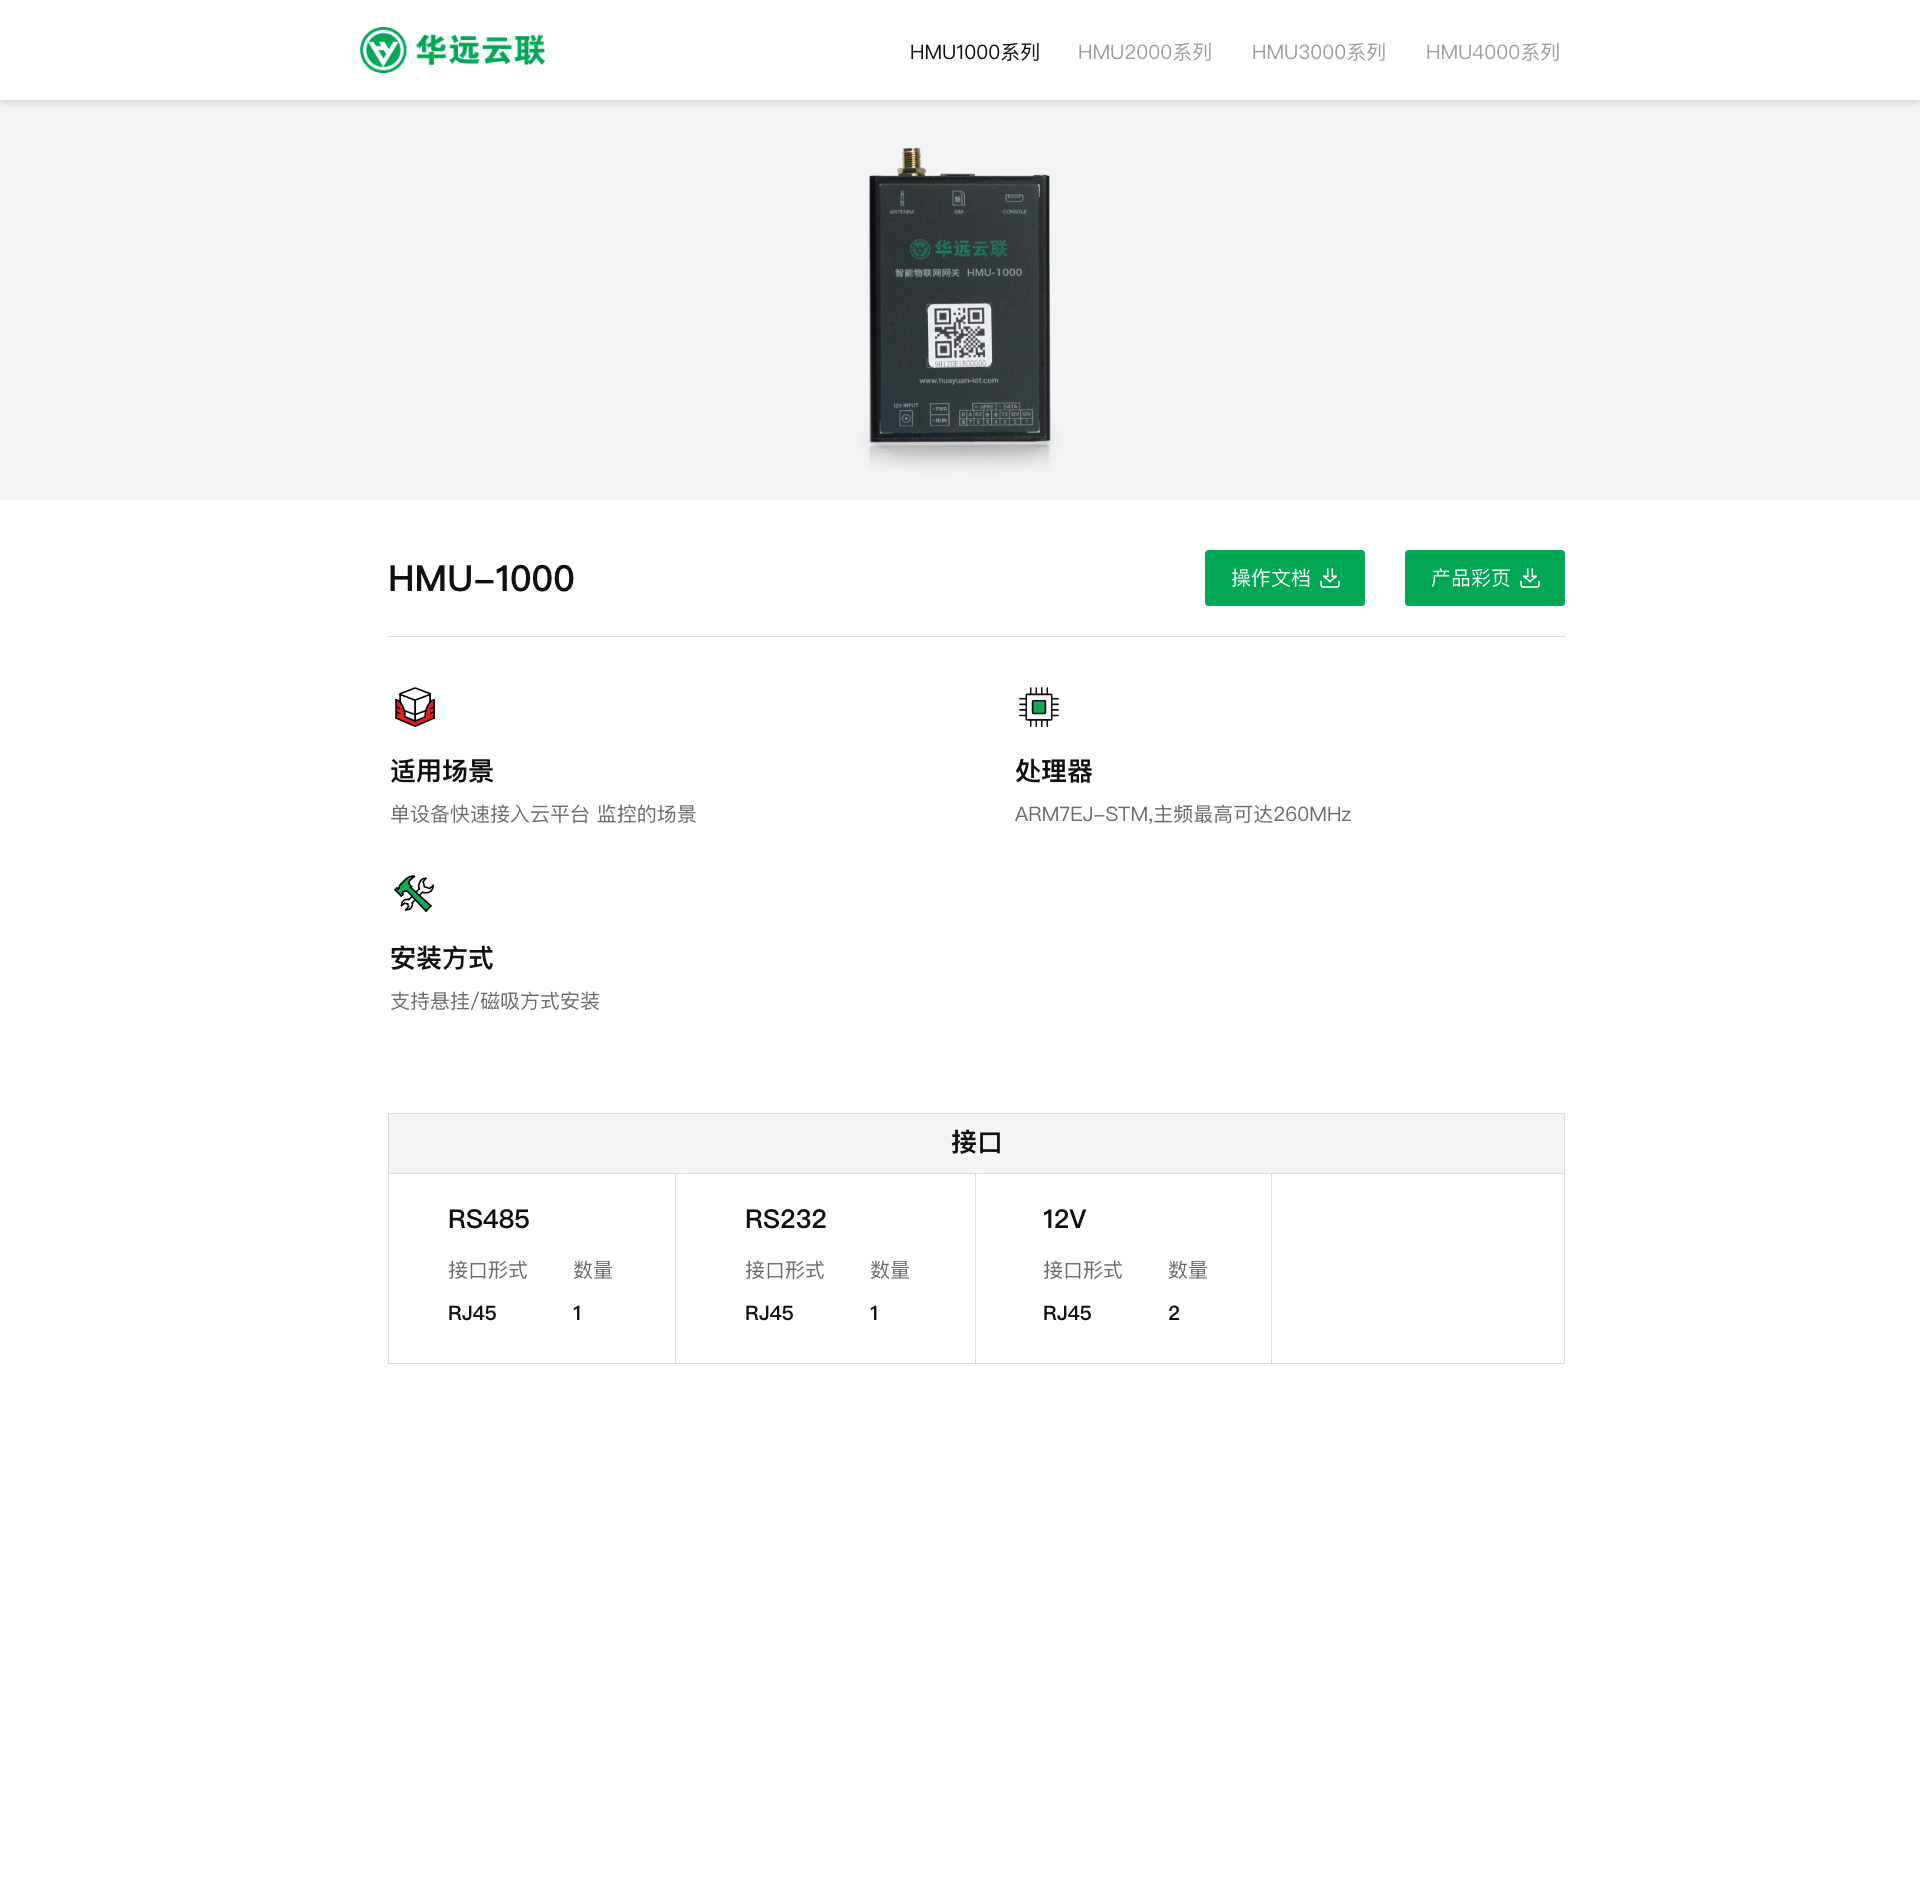 华远云联
HMU1000系列 HMU2000系列 HMU3000系列 HMU4000系列
ANTENNA SIM CONSOLE
华远云联
智能物联网网关 HMU-1000
www.huayuan-iot.com
12V INPUT
PWR
RUN
GPRS DATA
HMU-1000
操作文档
产品彩页
适用场景
单设备快速接入云平台 监控的场景
处理器
ARM7EJ-STM,主频最高可达260MHz
安装方式
支持悬挂/磁吸方式安装
接口
RS485 RS232 12V
接口形式 数量 接口形式 数量 接口形式 数量
RJ45 1 RJ45 1 RJ45 2